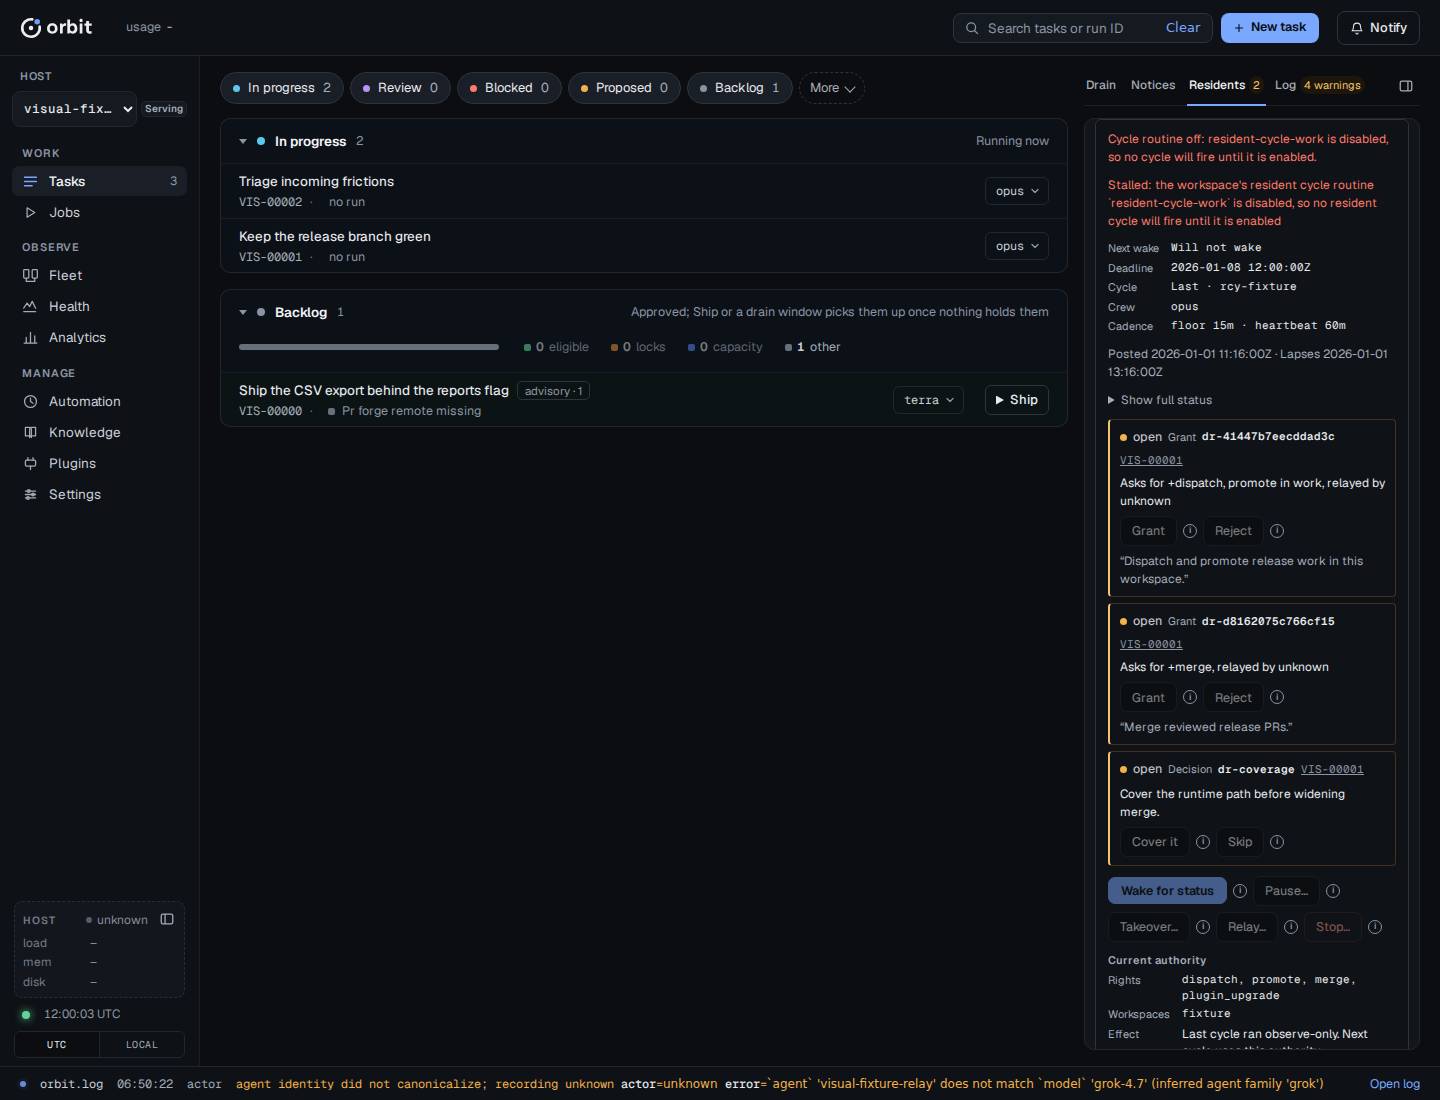 orbit
usage –
Search tasks or run ID
Clear
+ New task
Notify
HOST
visual-fix…
Serving
WORK
Tasks 3
Jobs
OBSERVE
Fleet
Health
Analytics
MANAGE
Automation
Knowledge
Plugins
Settings
HOST unknown
load –
mem –
disk –
12:00:03 UTC
UTC LOCAL
In progress 2
Review 0
Blocked 0
Proposed 0
Backlog 1
More
In progress 2 Running now
Triage incoming frictions
VIS-00002 · no run
opus
Keep the release branch green
VIS-00001 · no run
opus
Backlog 1 Approved; Ship or a drain window picks them up once nothing holds them
0 eligible 0 locks 0 capacity 1 other
Ship the CSV export behind the reports flag advisory · 1
VIS-00000 · Pr forge remote missing
terra
Ship
Drain Notices Residents 2 Log 4 warnings
Cycle routine off: resident-cycle-work is disabled,
so no cycle will fire until it is enabled.
Stalled: the workspace's resident cycle routine
`resident-cycle-work` is disabled, so no resident
cycle will fire until it is enabled
Next wake Will not wake
Deadline 2026-01-08 12:00:00Z
Cycle Last · rcy-fixture
Crew opus
Cadence floor 15m · heartbeat 60m
Posted 2026-01-01 11:16:00Z · Lapses 2026-01-01
13:16:00Z
Show full status
open Grant dr-41447b7eecddad3c
VIS-00001
Asks for +dispatch, promote in work, relayed by
unknown
Grant Reject
“Dispatch and promote release work in this
workspace.”
open Grant dr-d8162075c766cf15
VIS-00001
Asks for +merge, relayed by unknown
Grant Reject
“Merge reviewed release PRs.”
open Decision dr-coverage VIS-00001
Cover the runtime path before widening
merge.
Cover it Skip
Wake for status Pause…
Takeover… Relay… Stop…
Current authority
Rights dispatch, promote, merge,
plugin_upgrade
Workspaces fixture
Effect Last cycle ran observe-only. Next
cycle uses this authority
orbit.log 06:50:22 actor agent identity did not canonicalize; recording unknown actor=unknown error=`agent` 'visual-fixture-relay' does not match `model` 'grok-4.7' (inferred agent family 'grok')
Open log